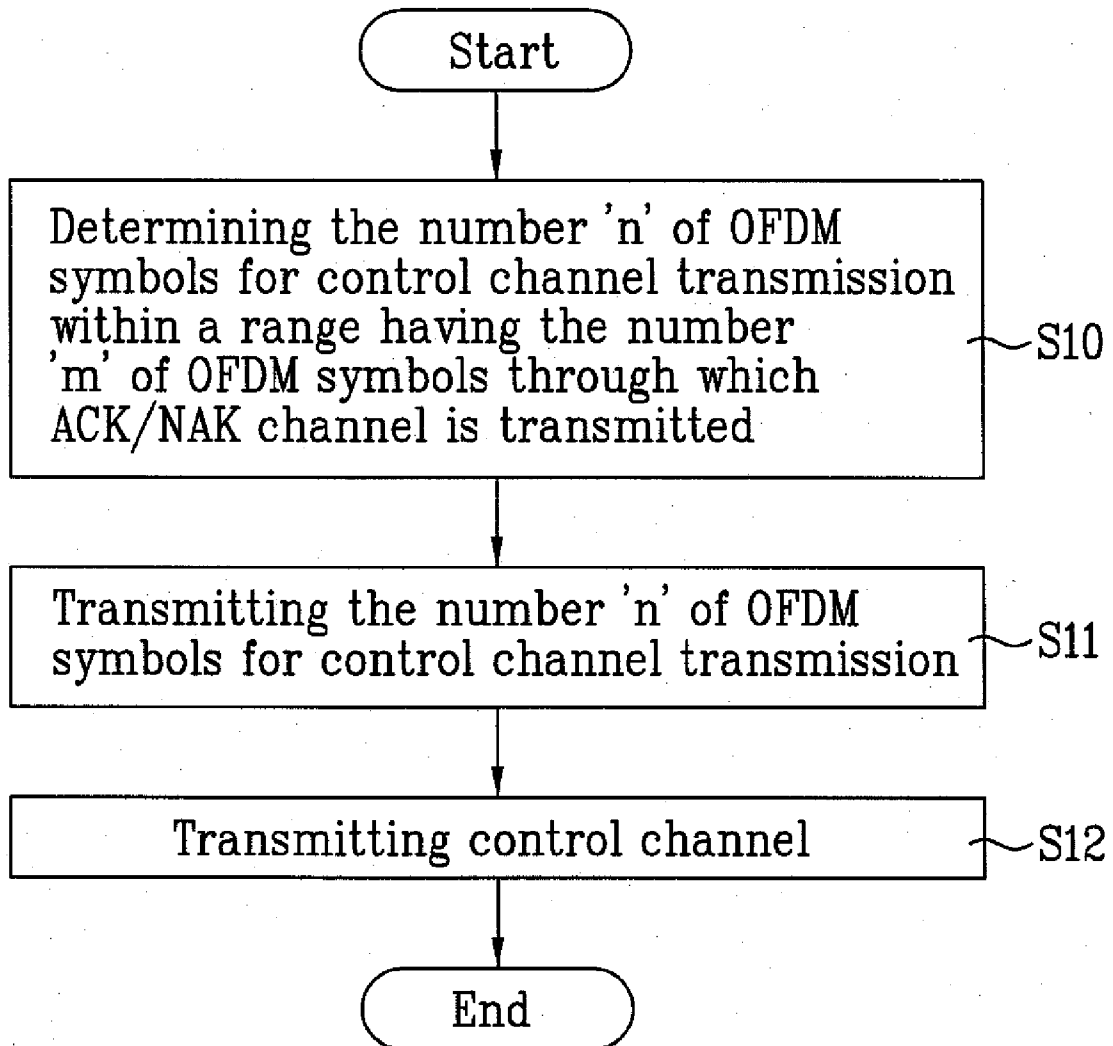 Start
Determining the number 'n' of OFDM
symbols for control channel transmission
within a range having the number
'm' of OFDM symbols through which
ACK/NAK channel is transmitted
S10
Transmitting the number 'n' of OFDM
symbols for control channel transmission
S11
Transmitting control channel
S12
End